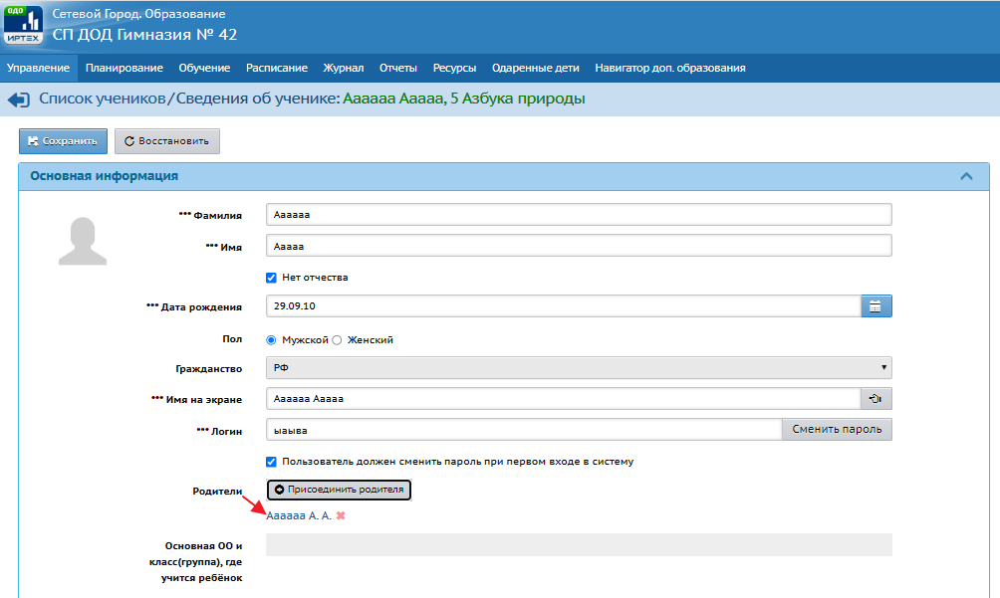 одо
ИРТЕХ
Сетевой Город. Образование
СП ДОД Гимназия № 42
Управление Планирование Обучение Расписание Журнал Отчеты Ресурсы Одаренные дети Навигатор доп. образования
Список учеников/Сведения об ученике: Аааааа Ааааа, 5 Азбука природы
Сохранить Восстановить
Основная информация
*** Фамилия Аааааа
*** Имя Ааааа
Нет отчества
*** Дата рождения 29.09.10
Пол Мужской Женский
Гражданство РФ
*** Имя на экране Аааааа Ааааа
*** Логин ыаыва Сменить пароль
Пользователь должен сменить пароль при первом входе в систему
Родители Присоединить родителя
Аааааа А. А.
Основная ОО и
класс(группа), где
учится ребёнок